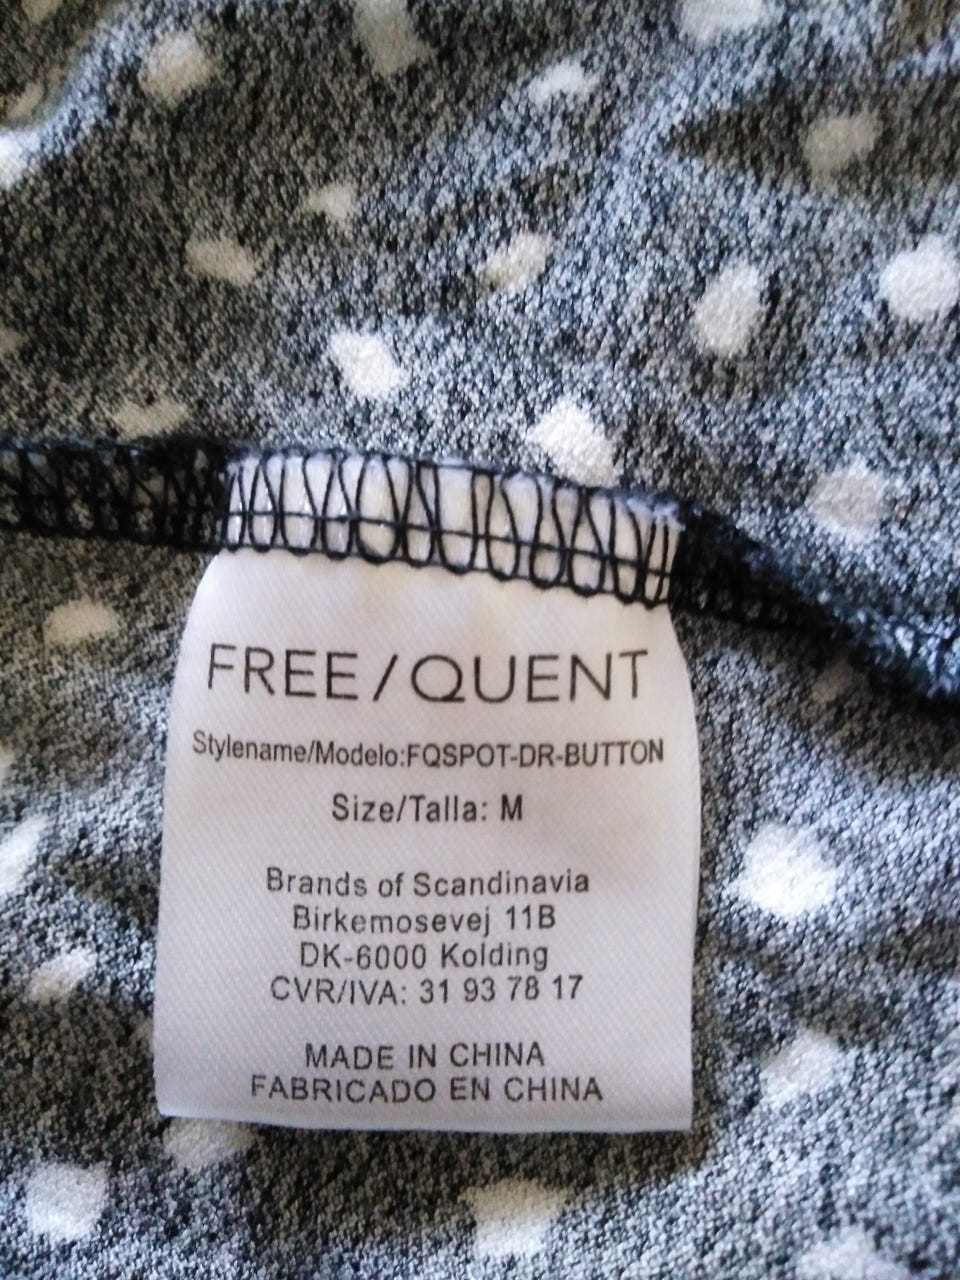 FREE/QUENT
Stylename/Modelo:FQSPOT-DR-BUTTON
Size/Talla: M
Brands of Scandinavia
Birkemosevej 11B
DK-6000 Kolding
CVR/IVA: 31 93 78 17
MADE IN CHINA
FABRICADO EN CHINA